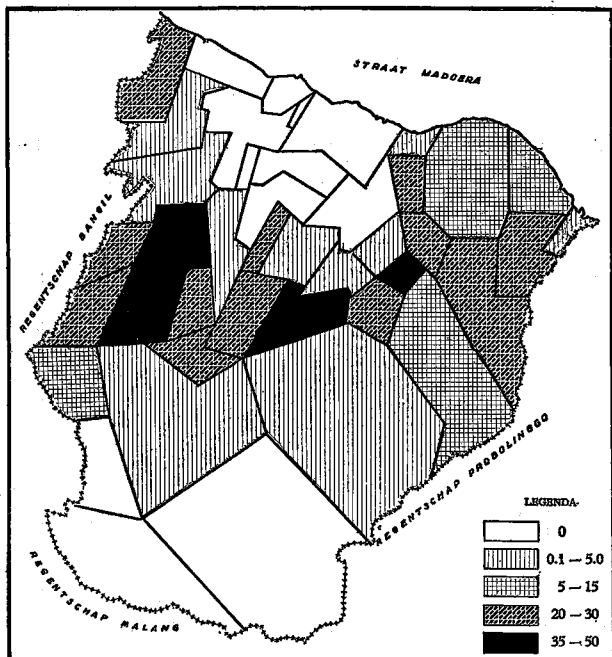 STRAAT MADOERA
REGENTSCHAP BANGIL
REGENTSCHAP PROBOLINGGO
REGENTSCHAP MALANG
LEGENDA
0
0.1 — 5.0
5 — 15
20 — 30
35 — 50